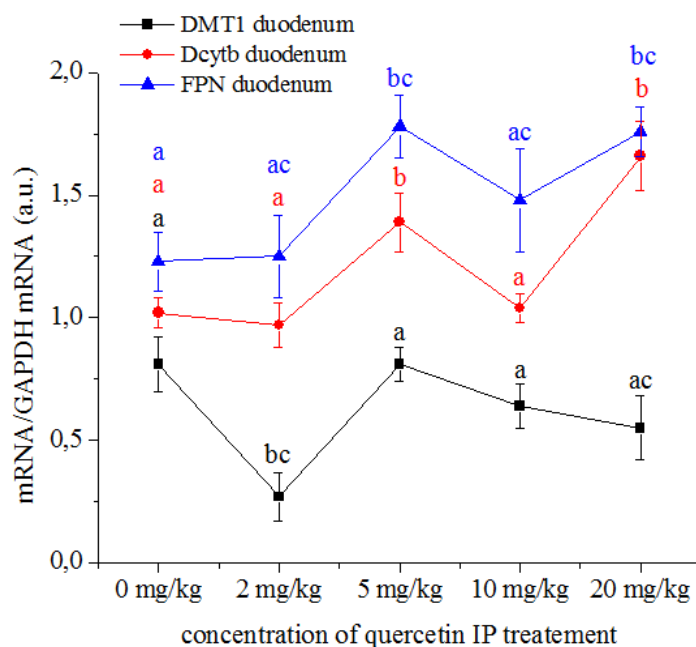 DMT1 duodenum
Dcytb duodenum
FPN duodenum
mRNA/GAPDH mRNA (a.u.)
2,0
1,5
1,0
0,5
0,0
a
a
a
ac
a
bc
bc
b
a
ac
a
a
bc
b
ac
0 mg/kg 2 mg/kg 5 mg/kg 10 mg/kg 20 mg/kg
concentration of quercetin IP treatement